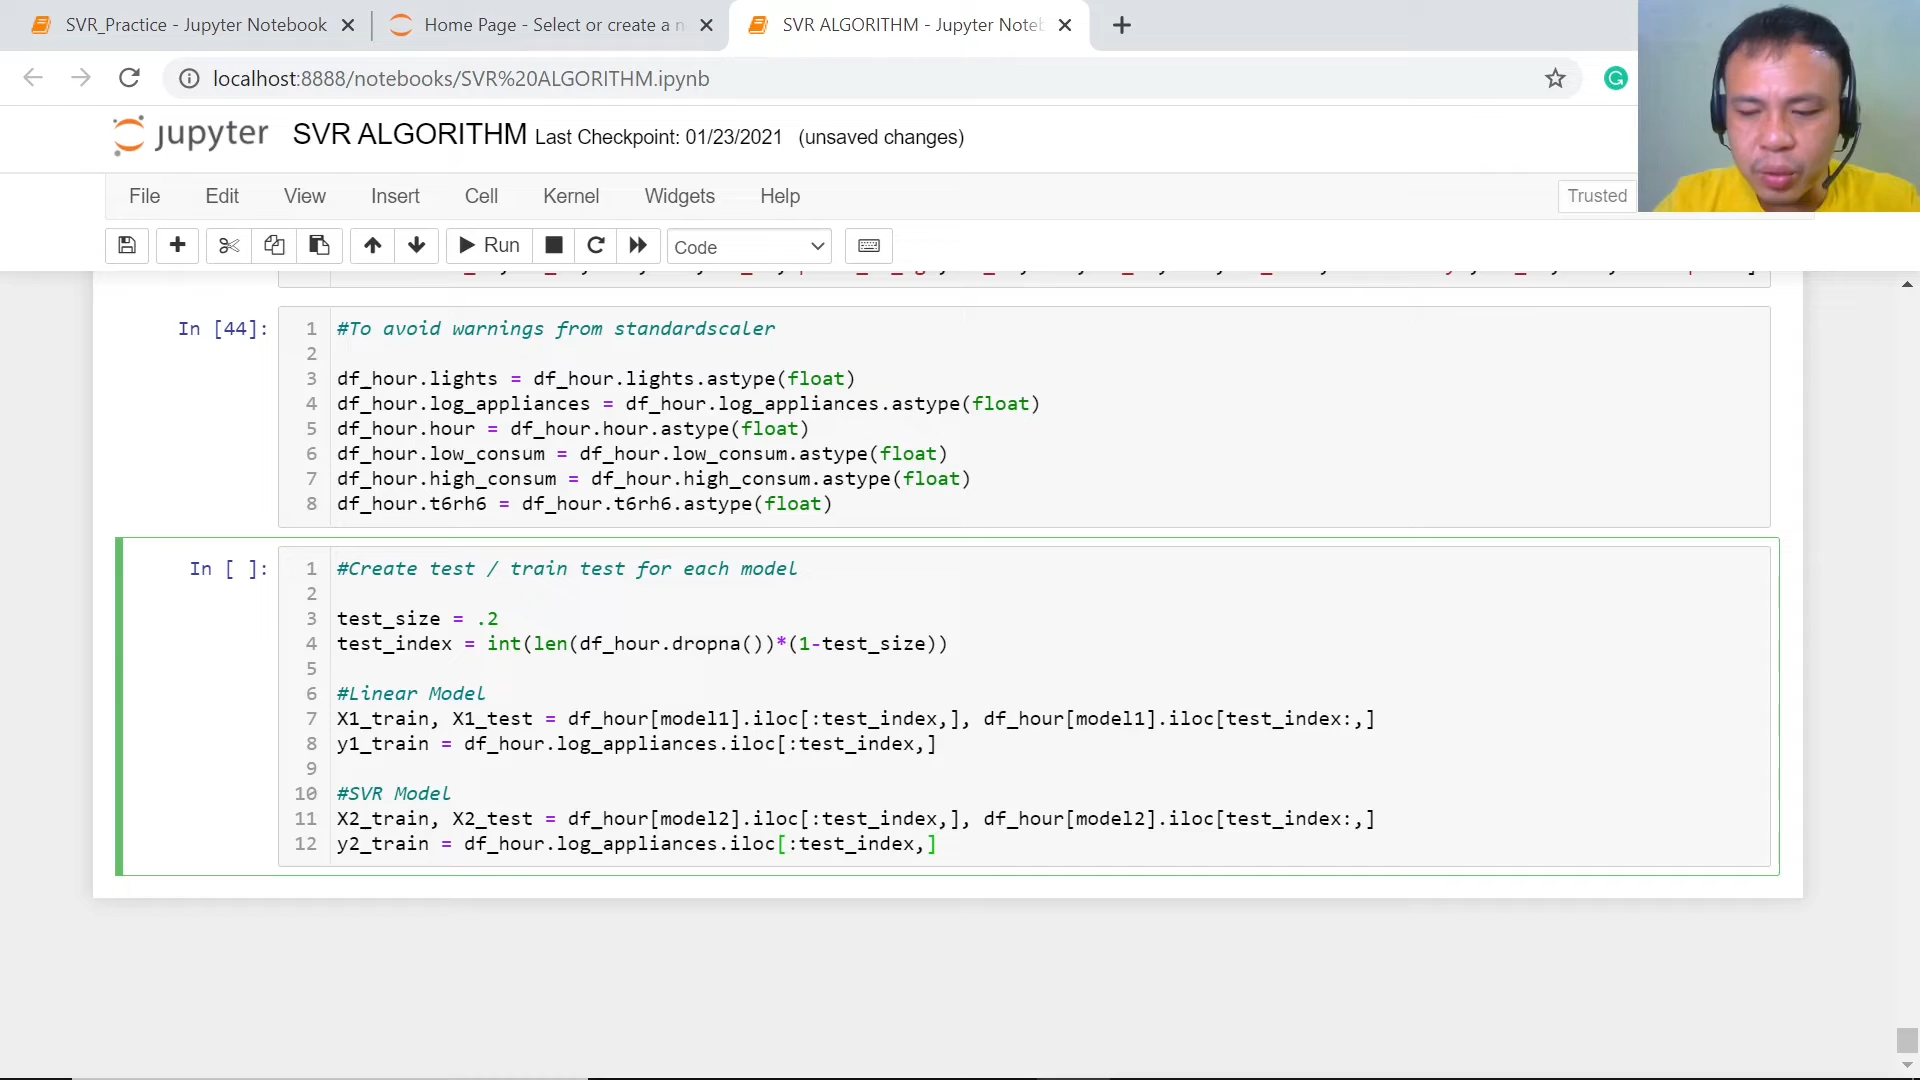 SVR_Practice - Jupyter Notebook
Home Page - Select or create a n
SVR ALGORITHM - Jupyter Note
localhost:8888/notebooks/SVR%20ALGORITHM.ipynb
jupyter SVR ALGORITHM Last Checkpoint: 01/23/2021 (unsaved changes)
File Edit View Insert Cell Kernel Widgets Help Trusted
Run Code
In [44]:
1 #To avoid warnings from standardscaler
2
3 df_hour.lights = df_hour.lights.astype(float)
4 df_hour.log_appliances = df_hour.log_appliances.astype(float)
5 df_hour.hour = df_hour.hour.astype(float)
6 df_hour.low_consum = df_hour.low_consum.astype(float)
7 df_hour.high_consum = df_hour.high_consum.astype(float)
8 df_hour.t6rh6 = df_hour.t6rh6.astype(float)
In [ ]:
1 #Create test / train test for each model
2
3 test_size = .2
4 test_index = int(len(df_hour.dropna())*(1-test_size))
5
6 #Linear Model
7 X1_train, X1_test = df_hour[model1].iloc[:test_index,], df_hour[model1].iloc[test_index:,]
8 y1_train = df_hour.log_appliances.iloc[:test_index,]
9
10 #SVR Model
11 X2_train, X2_test = df_hour[model2].iloc[:test_index,], df_hour[model2].iloc[test_index:,]
12 y2_train = df_hour.log_appliances.iloc[:test_index,]